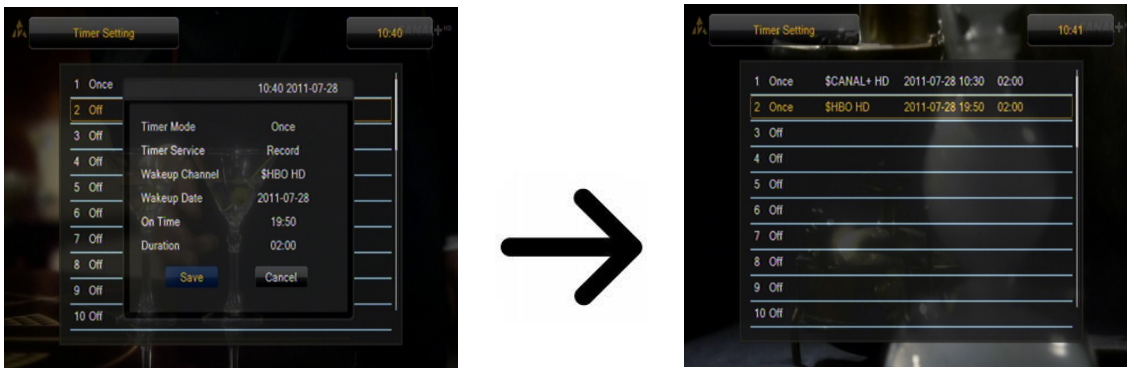 Timer Setting
10:40
1 Once
10:40 2011-07-28
2 Off
Timer Mode Once
3 Off
Timer Service Record
4 Off
Wakeup Channel $HBO HD
5 Off
Wakeup Date 2011-07-28
6 Off
On Time 19:50
7 Off
Duration 02:00
8 Off
Save Cancel
9 Off
10 Off
Timer Setting
10:41
1 Once $CANAL+ HD 2011-07-28 10:30 02:00
2 Once $HBO HD 2011-07-28 19:50 02:00
3 Off
4 Off
5 Off
6 Off
7 Off
8 Off
9 Off
10 Off